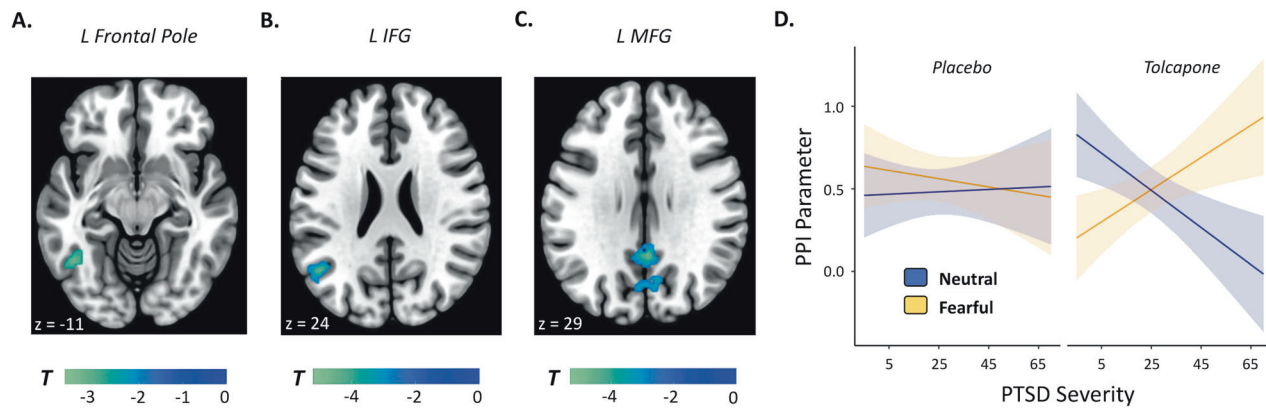 A.
L Frontal Pole
z = -11
T
-3 -2 -1 0
B.
L IFG
z = 24
T
-4 -2 0
C.
L MFG
z = 29
T
-4 -2 0
D.
Placebo Tolcapone
PPI Parameter
1.0
0.5
0.0
Neutral
Fearful
5 25 45 65 5 25 45 65
PTSD Severity